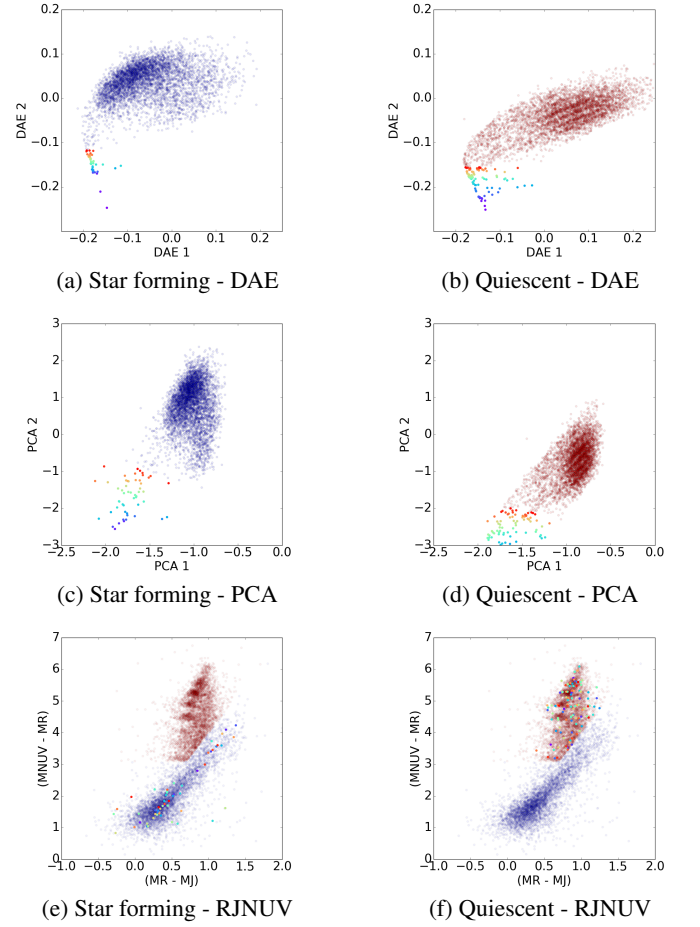 0.2
0.1
0.0
−0.1
−0.2
DAE 2
−0.2 −0.1 0.0 0.1 0.2
DAE 1
(a) Star forming - DAE
0.2
0.1
0.0
−0.1
−0.2
DAE 2
−0.2 −0.1 0.0 0.1 0.2
DAE 1
(b) Quiescent - DAE
3
2
1
0
−1
−2
−3
PCA 2
−2.5 −2.0 −1.5 −1.0 −0.5 0.0
PCA 1
(c) Star forming - PCA
3
2
1
0
−1
−2
−3
PCA 2
−2.5 −2.0 −1.5 −1.0 −0.5 0.0
PCA 1
(d) Quiescent - PCA
7
6
5
4
3
2
1
0
(MNUV - MR)
−1.0 −0.5 0.0 0.5 1.0 1.5 2.0
(MR - MJ)
(e) Star forming - RJNUV
7
6
5
4
3
2
1
0
(MNUV - MR)
−1.0 −0.5 0.0 0.5 1.0 1.5 2.0
(MR - MJ)
(f) Quiescent - RJNUV